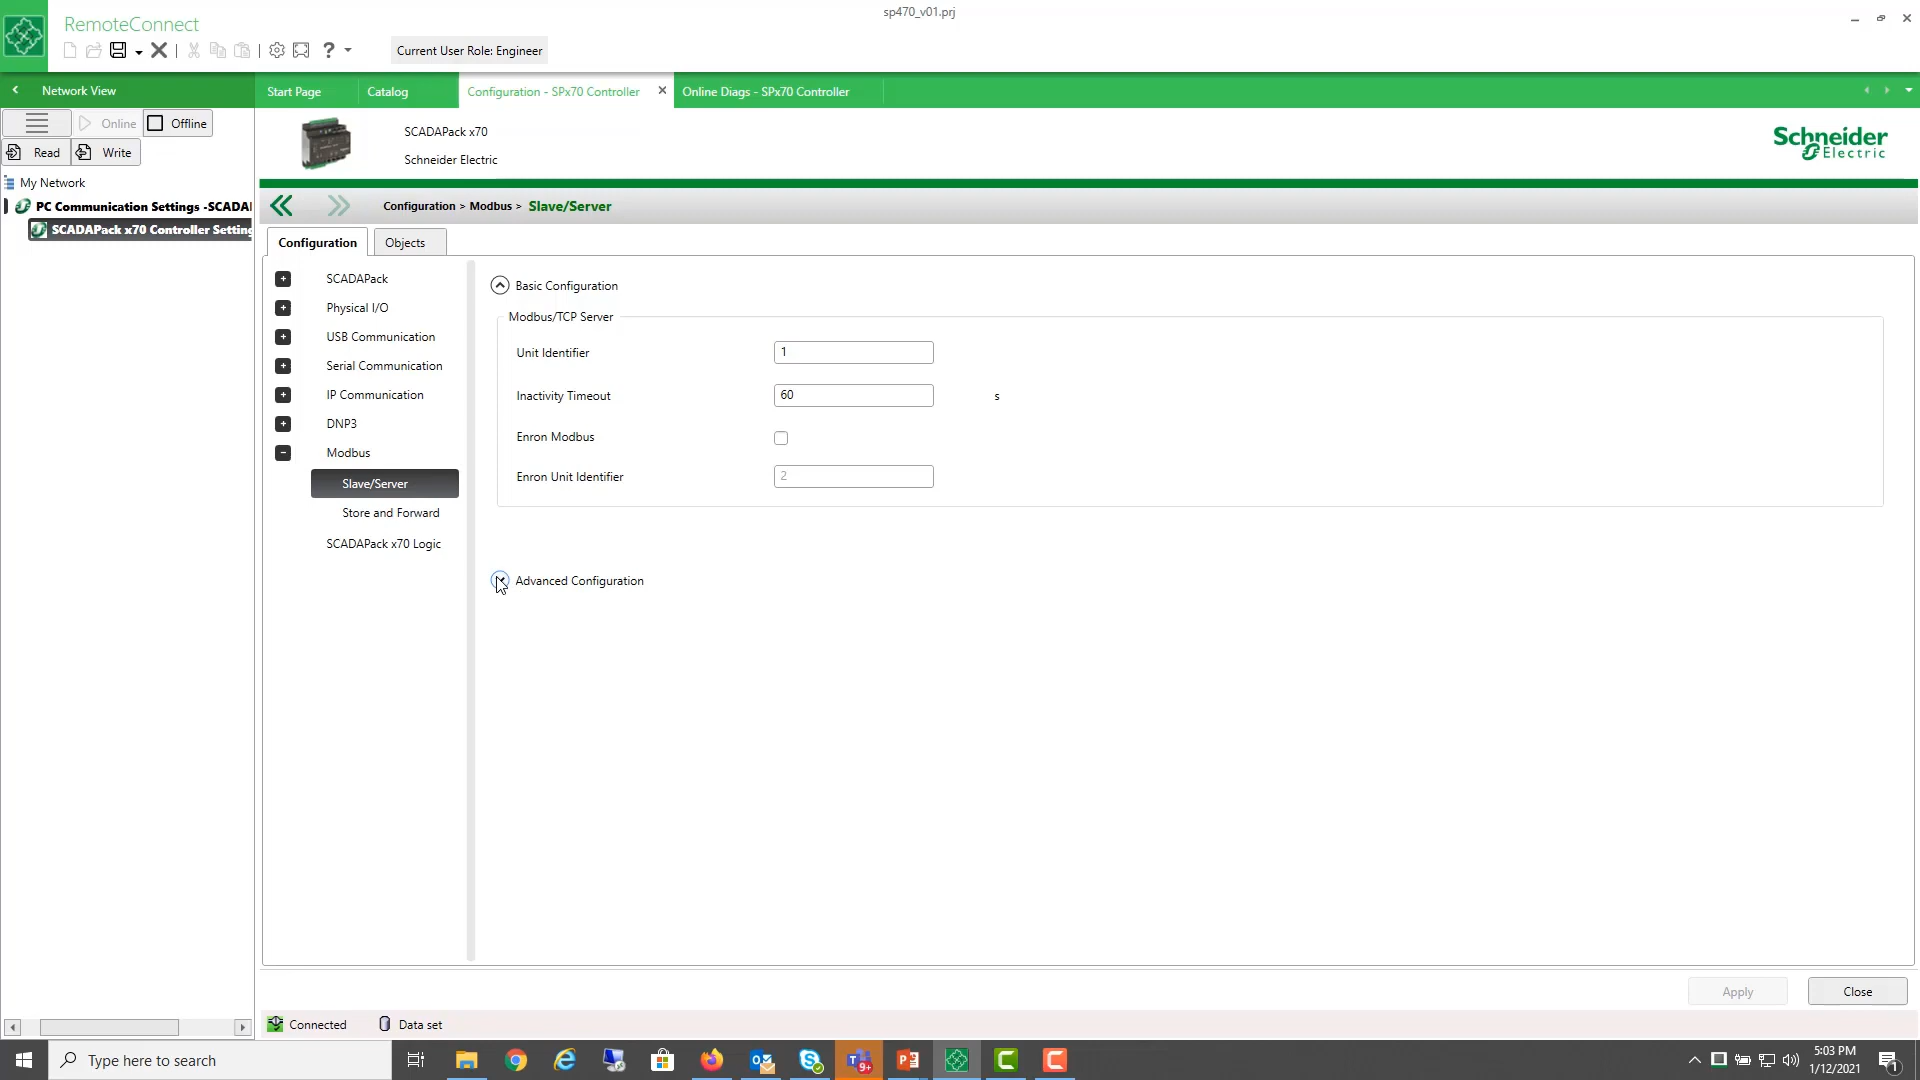 sp470_v01.prj
RemoteConnect
Current User Role: Engineer
Network View
Start Page
Catalog
Configuration - SPx70 Controller
Online Diags - SPx70 Controller
Online
Offline
Read
Write
My Network
PC Communication Settings -SCADAI
SCADAPack x70 Controller Setting
SCADAPack x70
Schneider Electric
Schneider
Electric
Configuration > Modbus > Slave/Server
Configuration
Objects
SCADAPack
Physical I/O
USB Communication
Serial Communication
IP Communication
DNP3
Modbus
Slave/Server
Store and Forward
SCADAPack x70 Logic
Basic Configuration
Modbus/TCP Server
Unit Identifier 1
Inactivity Timeout 60 s
Enron Modbus
Enron Unit Identifier 2
Advanced Configuration
Apply
Close
Connected
Data set
Type here to search
9+
5:03 PM
1/12/2021
1